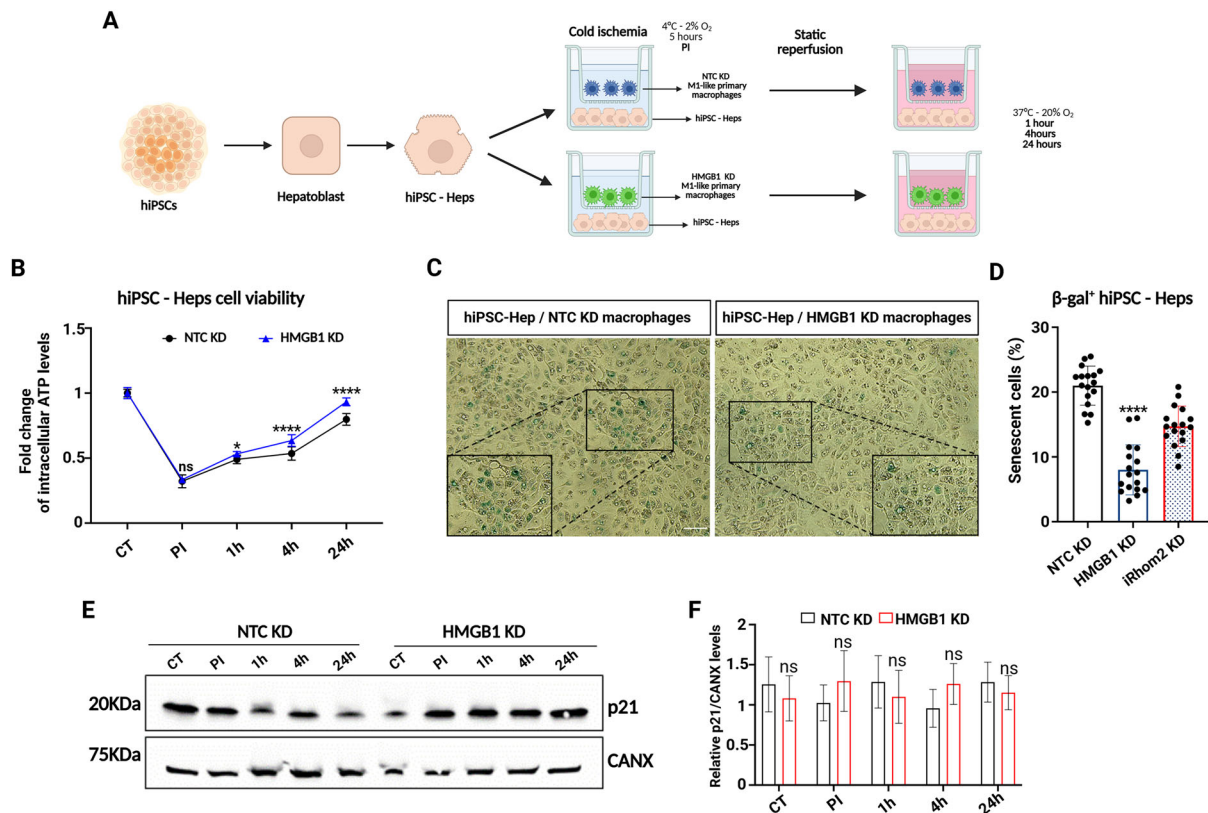 A
Cold ischemia
4ºC - 2% O₂
5 hours
PI
Static
reperfusion
NTC KD
M1-like primary
macrophages
hiPSC - Heps
37ºC - 20% O₂
1 hour
4hours
24 hours
hiPSCs
Hepatoblast
hiPSC - Heps
HMGB1 KD
M1-like primary
macrophages
hiPSC - Heps
B
hiPSC - Heps cell viability
Fold change
of intracellular ATP levels
1.5
1
0.5
0
NTC KD
HMGB1 KD
ns
*
****
****
CT
PI
1h
4h
24h
C
hiPSC-Hep / NTC KD macrophages
hiPSC-Hep / HMGB1 KD macrophages
D
β-gal⁺ hiPSC - Heps
Senescent cells (%)
30
20
10
0
****
NTC KD
HMGB1 KD
iRhom2 KD
E
NTC KD
HMGB1 KD
CT
PI
1h
4h
24h
CT
PI
1h
4h
24h
20KDa
p21
75KDa
CANX
F
NTC KD
HMGB1 KD
Relative p21/CANX levels
2
1.5
1
0.5
0
ns
ns
ns
ns
ns
CT
PI
1h
4h
24h